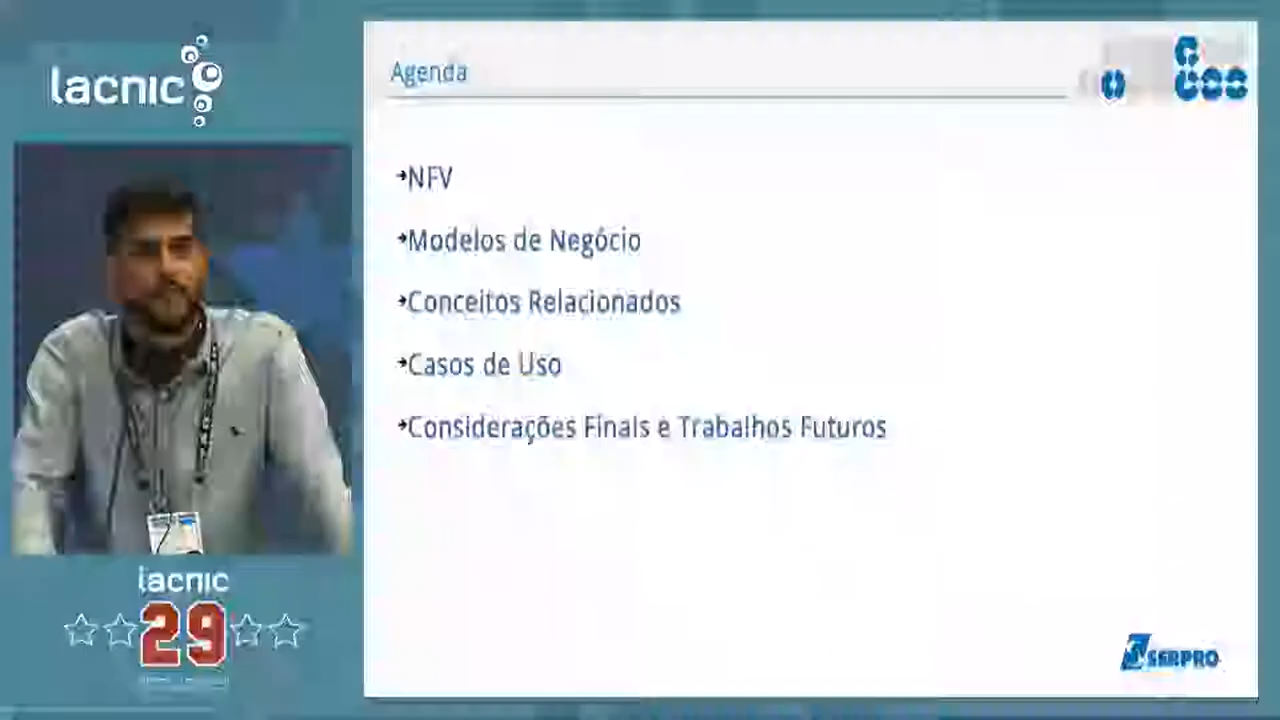 lacnic
Agenda
NFV
Modelos de Negócio
Conceitos Relacionados
Casos de Uso
Considerações Finais e Trabalhos Futuros
lacnic
29
SERPRO